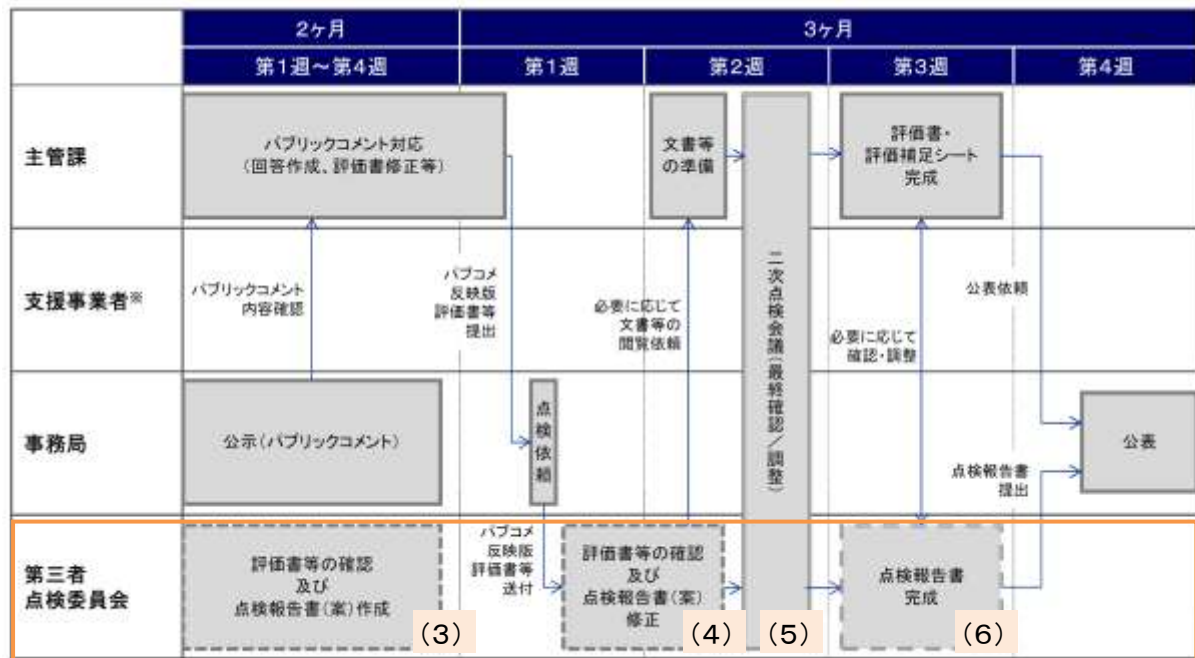 2ヶ月
3ヶ月
第1週～第4週
第1週
第2週
第3週
第4週
主管課
パブリックコメント対応
(回答作成、評価書修正等)
文書等
の準備
評価書・
評価補足シート
完成
支援事業者※
パブリックコメント
内容確認
パブコメ
反映版
評価書等
提出
必要に応じて
文書等の
閲覧依頼
二次点検会議(最終確認／調整)
必要に応じて
確認・調整
公表依頼
事務局
公示(パブリックコメント)
点検依頼
点検報告書
提出
公表
第三者
点検委員会
評価書等の確認
及び
点検報告書(案)作成
(3)
パブコメ
反映版
評価書等
送付
評価書等の確認
及び
点検報告書(案)
修正
(4)
(5)
点検報告書
完成
(6)